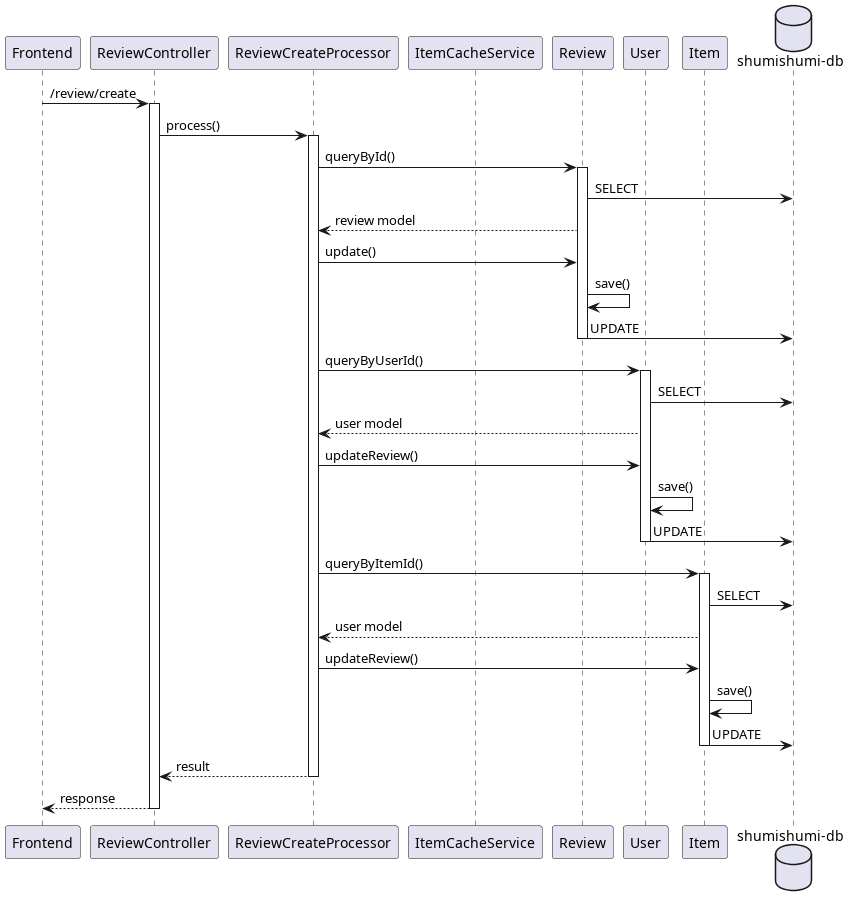 shumishumi-db
Frontend
ReviewController
ReviewCreateProcessor
ItemCacheService
Review
User
Item
/review/create
process()
queryById()
SELECT
review model
update()
save()
UPDATE
queryByUserId()
SELECT
user model
updateReview()
save()
UPDATE
queryByItemId()
SELECT
user model
updateReview()
save()
UPDATE
result
response
Frontend
ReviewController
ReviewCreateProcessor
ItemCacheService
Review
User
Item
shumishumi-db